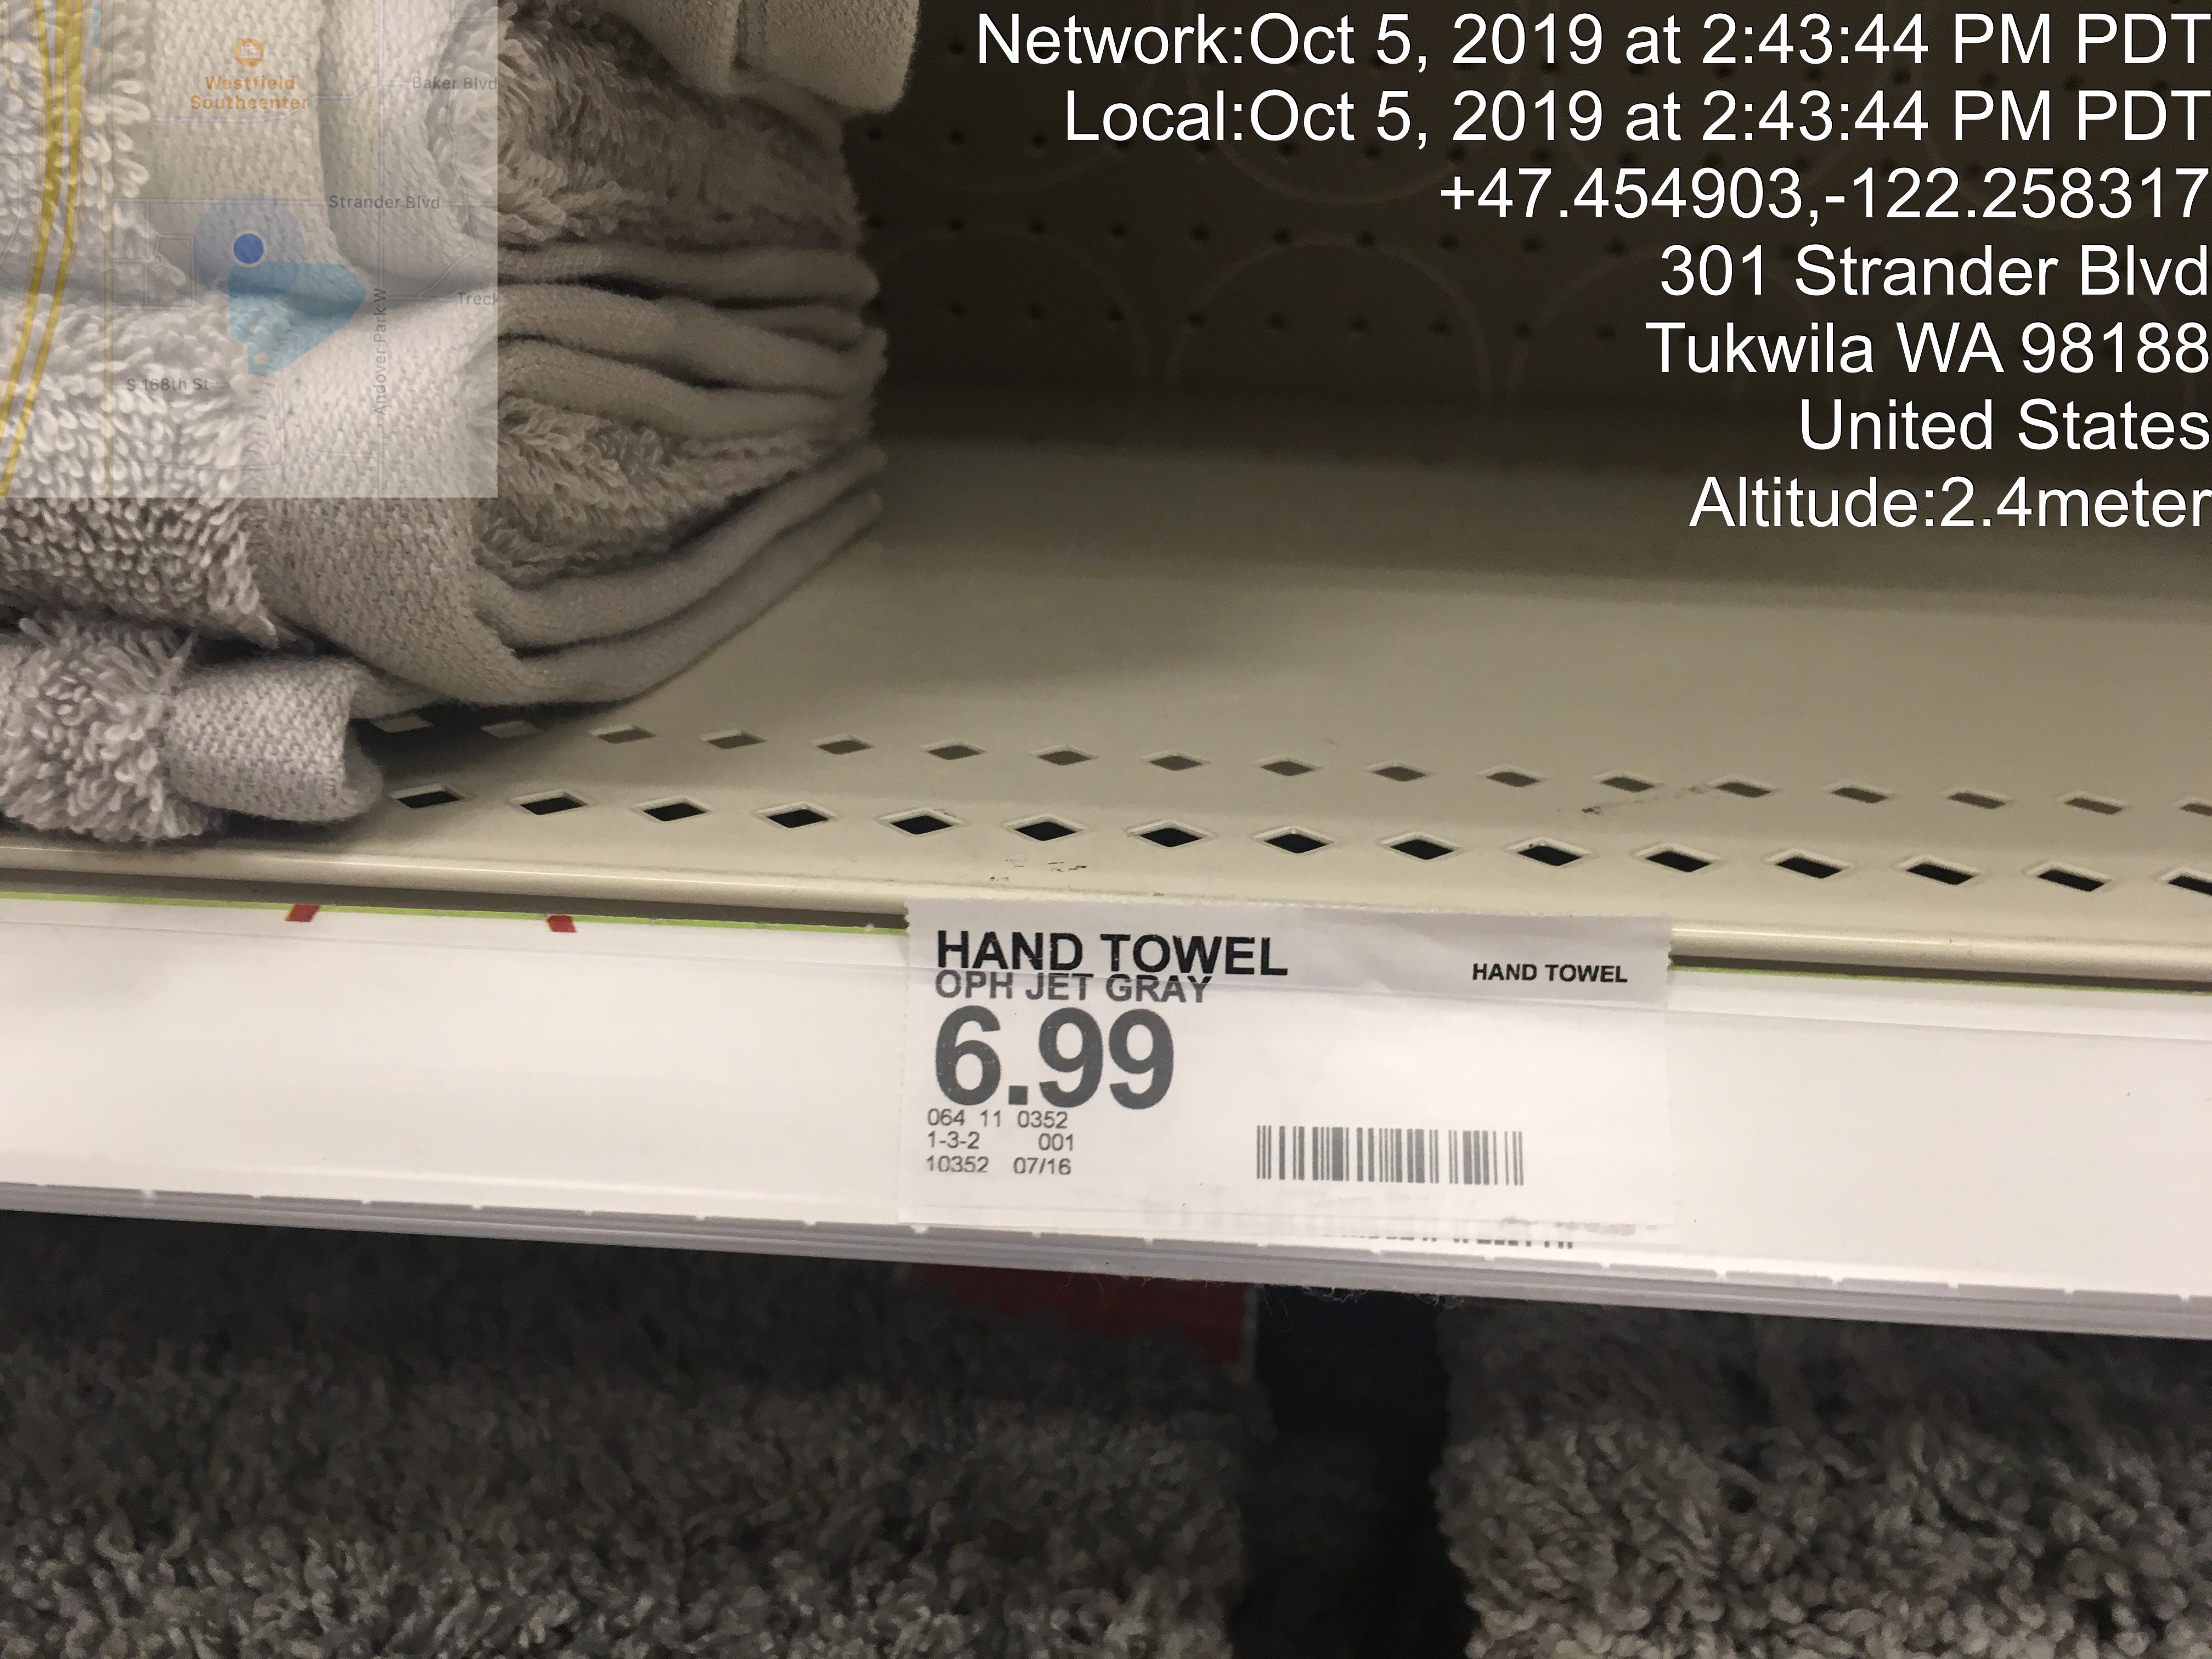 Network:Oct 5, 2019 at 2:43:44 PM PDT
Local:Oct 5, 2019 at 2:43:44 PM PDT
+47.454903,-122.258317
301 Strander Blvd
Tukwila WA 98188
United States
Altitude:2.4meter
Westfield
Southcenter
Baker Blvd
Strander Blvd
Treck
Andover Park W
S 168th St
HAND TOWEL
OPH JET GRAY
HAND TOWEL
6.99
064 11 0352
1-3-2 001
10352 07/16